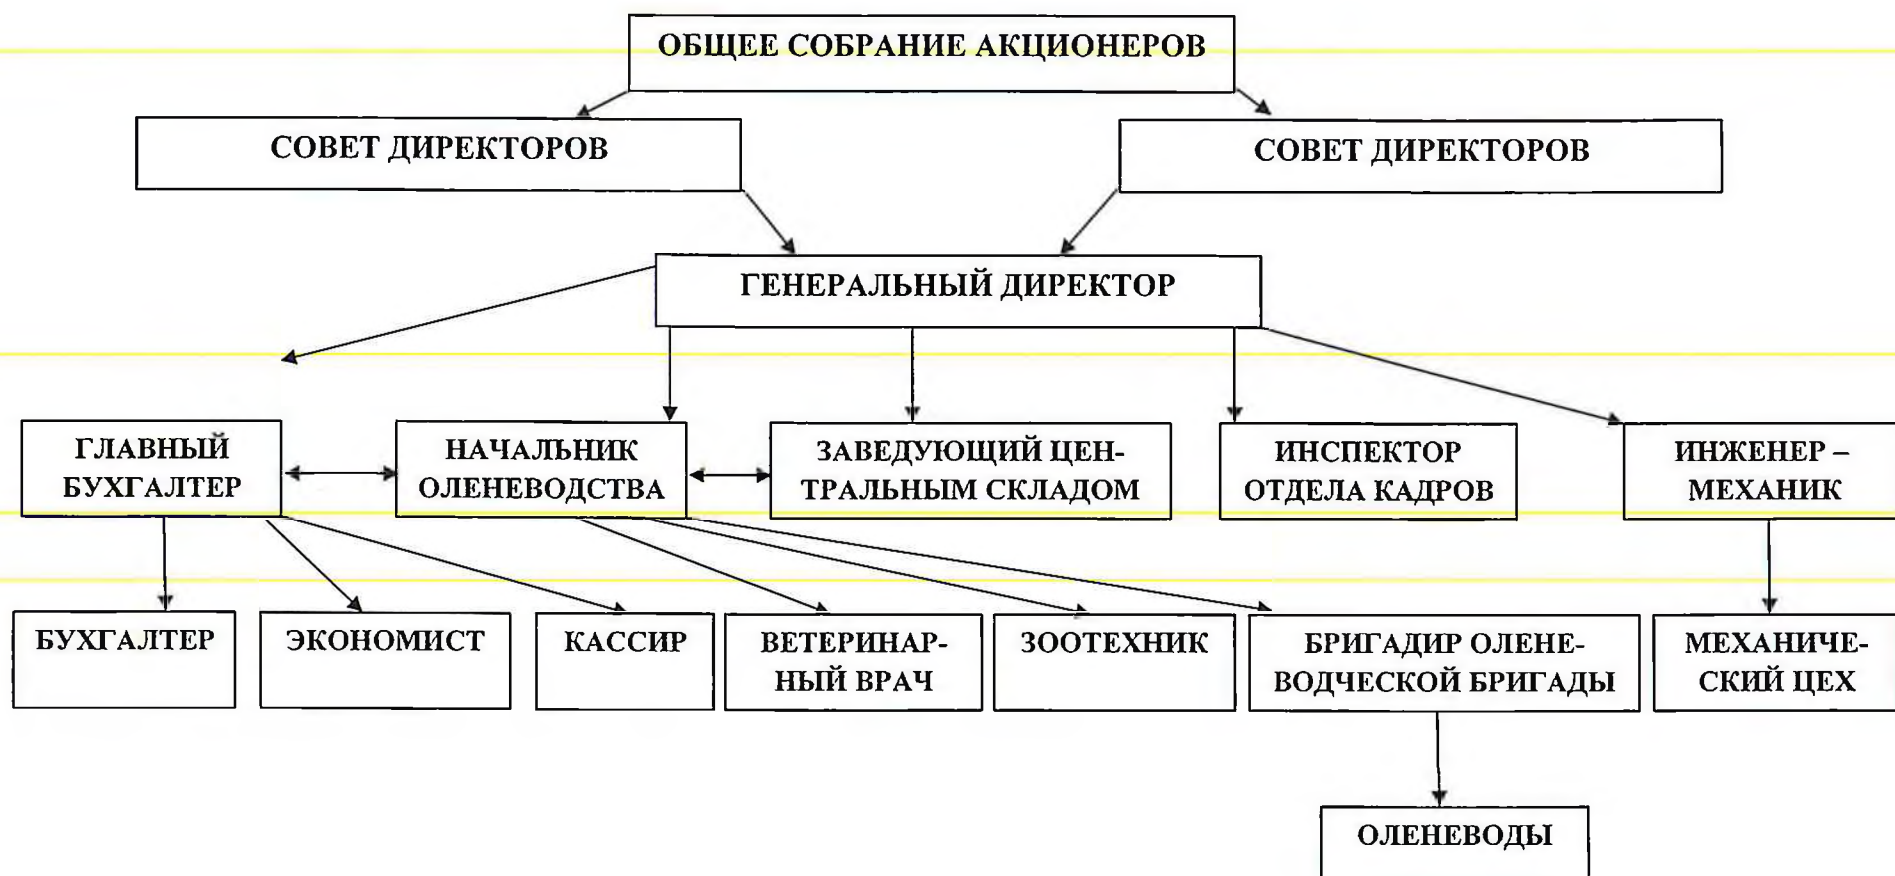 ОБЩЕЕ СОБРАНИЕ АКЦИОНЕРОВ
СОВЕТ ДИРЕКТОРОВ
СОВЕТ ДИРЕКТОРОВ
ГЕНЕРАЛЬНЫЙ ДИРЕКТОР
ГЛАВНЫЙ
БУХГАЛТЕР
НАЧАЛЬНИК
ОЛЕНЕВОДСТВА
ЗАВЕДУЮЩИЙ ЦЕН-
ТРАЛЬНЫМ СКЛАДОМ
ИНСПЕКТОР
ОТДЕЛА КАДРОВ
ИНЖЕНЕР –
МЕХАНИК
БУХГАЛТЕР
ЭКОНОМИСТ
КАССИР
ВЕТЕРИНАР-
НЫЙ ВРАЧ
ЗООТЕХНИК
БРИГАДИР ОЛЕНЕ-
ВОДЧЕСКОЙ БРИГАДЫ
МЕХАНИЧЕ-
СКИЙ ЦЕХ
ОЛЕНЕВОДЫ